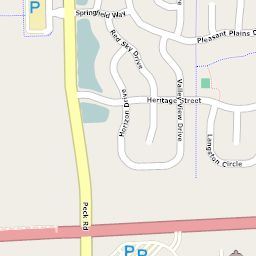 P
Springfield Way
Red Sky Drive
Pleasant Plains D
Heritage Street
Horizon Drive
Valley View Drive
Langston Circle
Peck Rd
P
P